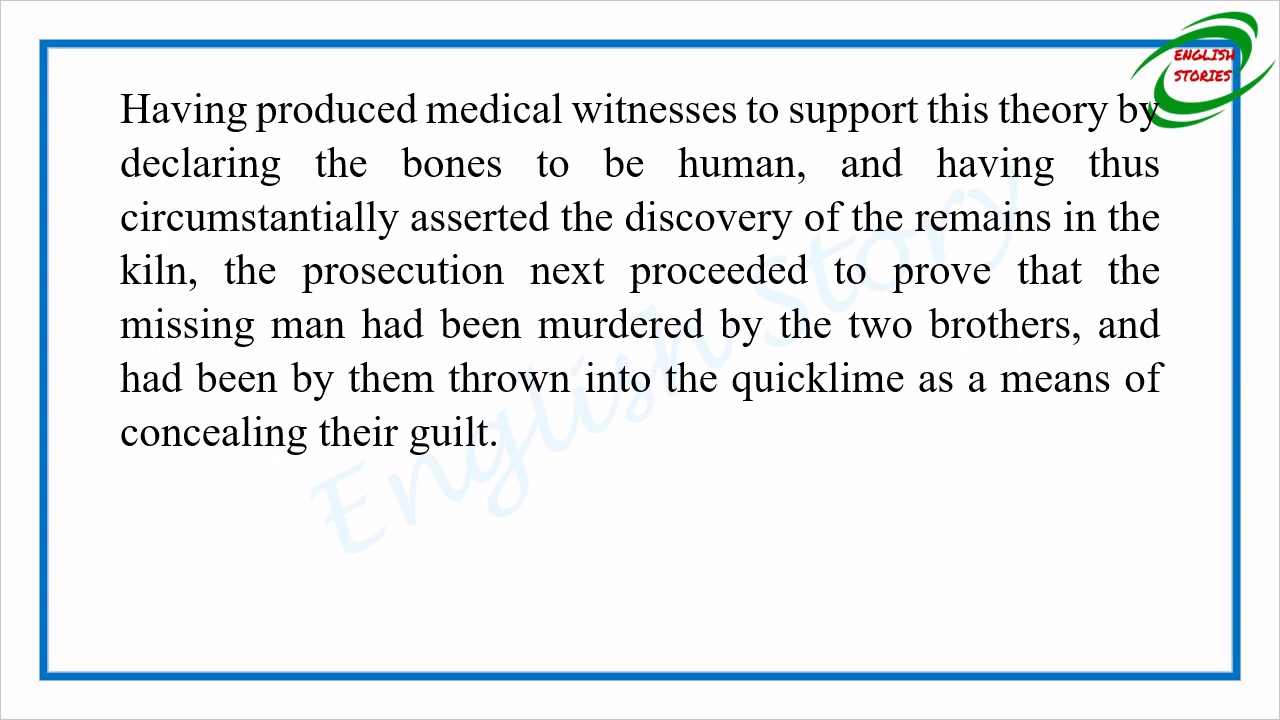 ENGLISH
STORIES
Having produced medical witnesses to support this theory by
declaring the bones to be human, and having thus
circumstantially asserted the discovery of the remains in the
kiln, the prosecution next proceeded to prove that the
missing man had been murdered by the two brothers, and
had been by them thrown into the quicklime as a means of
concealing their guilt.
English Story